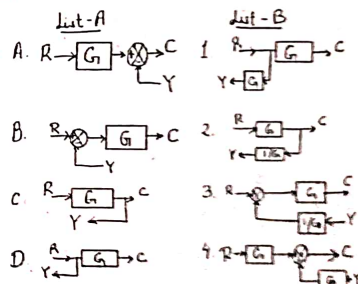 List-A List-B
A. R G + C Y
1 R G C Y G
B. R G C Y
2. R G C Y 1/G
C. R G C Y
3. R G C 1/G Y
D R G C Y
4. R G C G Y